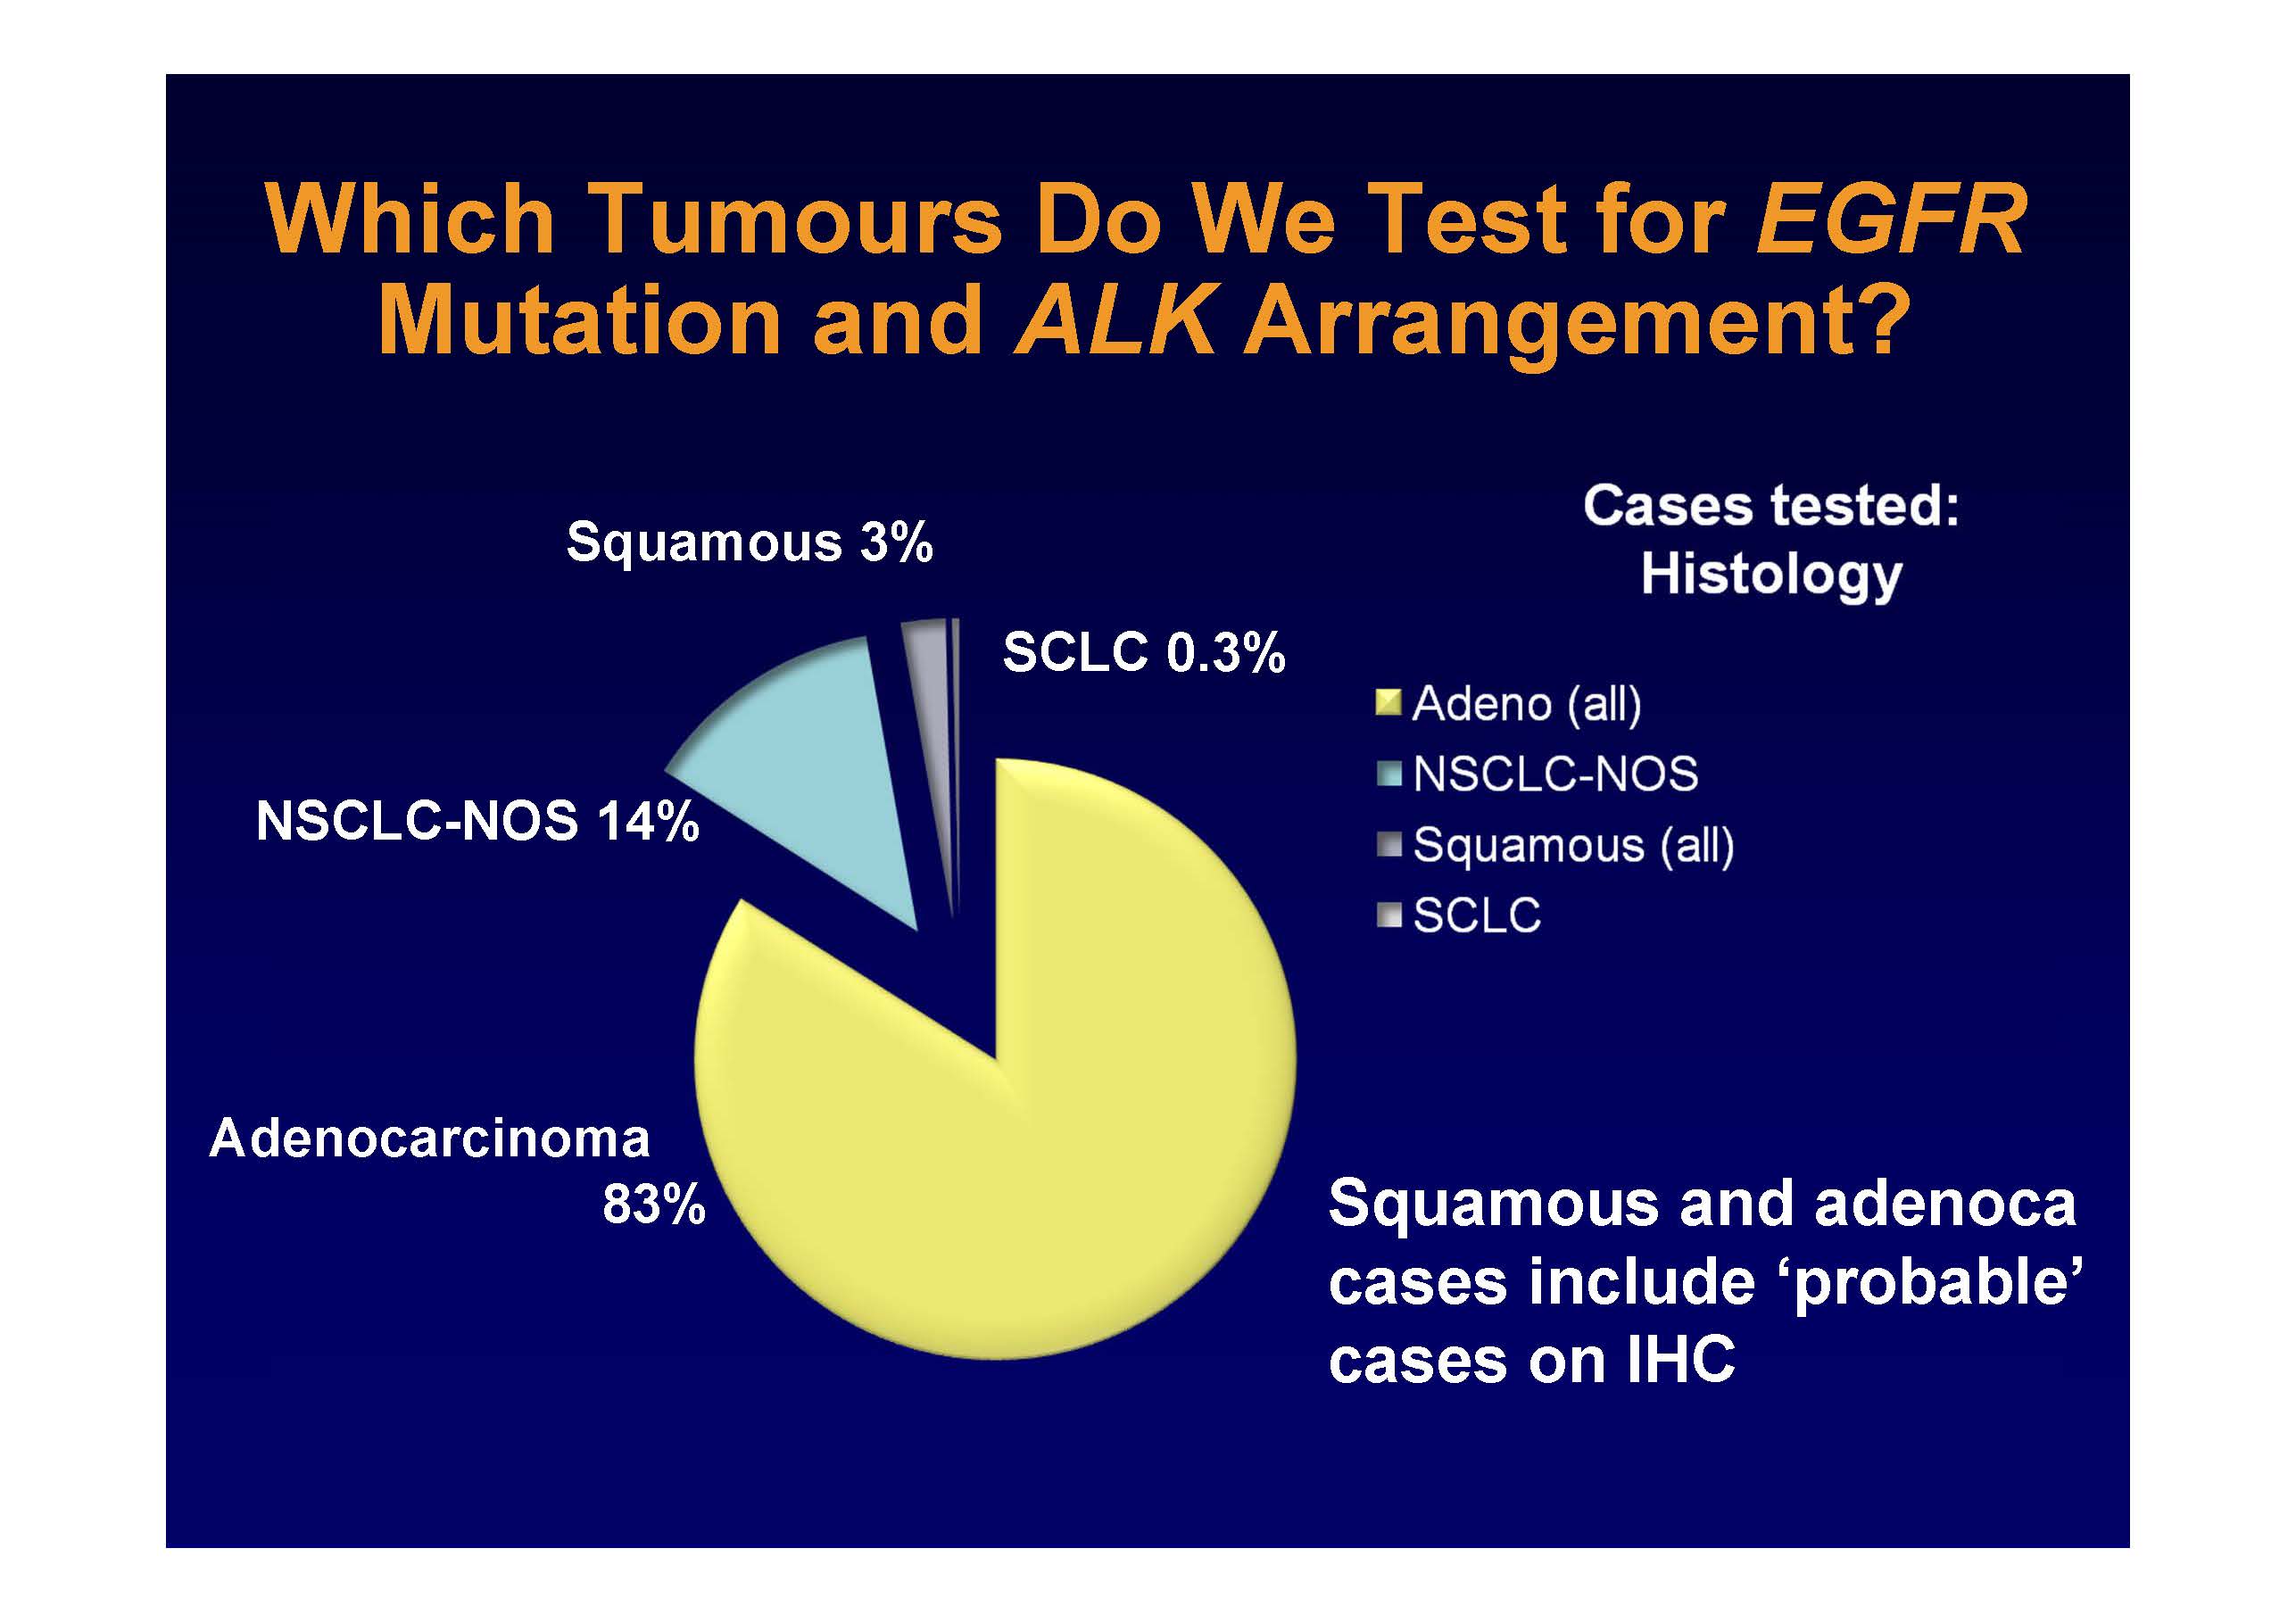 Which Tumours Do We Test for EGFR
Mutation and ALK Arrangement?
Cases tested:
Histology
Squamous 3%
SCLC 0.3%
Adeno (all)
NSCLC-NOS
Squamous (all)
SCLC
NSCLC-NOS 14%
Adenocarcinoma
83%
Squamous and adenoca
cases include ‘probable’
cases on IHC